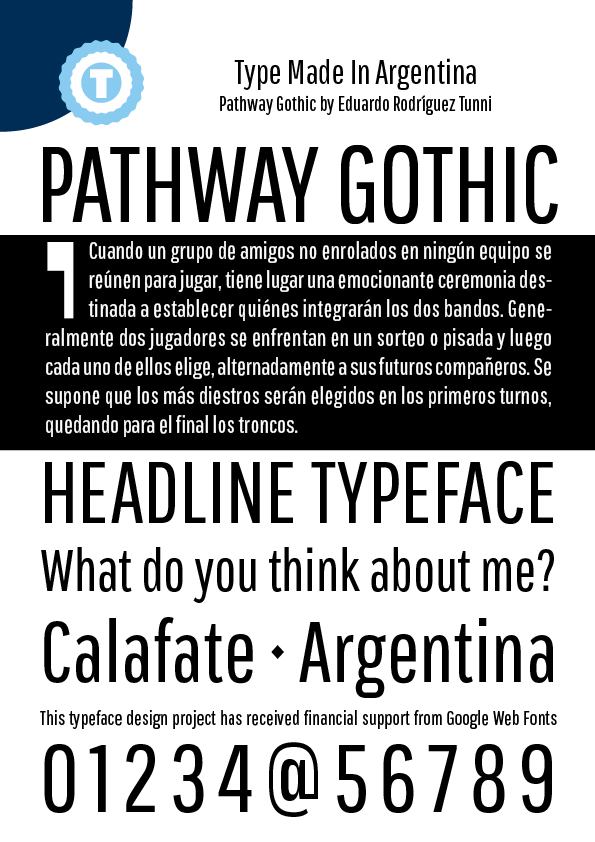 T
Type Made In Argentina
Pathway Gothic by Eduardo Rodríguez Tunni
PATHWAY GOTHIC
1 Cuando un grupo de amigos no enrolados en ningún equipo se
reúnen para jugar, tiene lugar una emocionante ceremonia des-
tinada a establecer quiénes integrarán los dos bandos. Gene-
ralmente dos jugadores se enfrentan en un sorteo o pisada y luego
cada uno de ellos elige, alternadamente a sus futuros compañeros. Se
supone que los más diestros serán elegidos en los primeros turnos,
quedando para el final los troncos.
HEADLINE TYPEFACE
What do you think about me?
Calafate · Argentina
This typeface design project has received financial support from Google Web Fonts
01234@56789